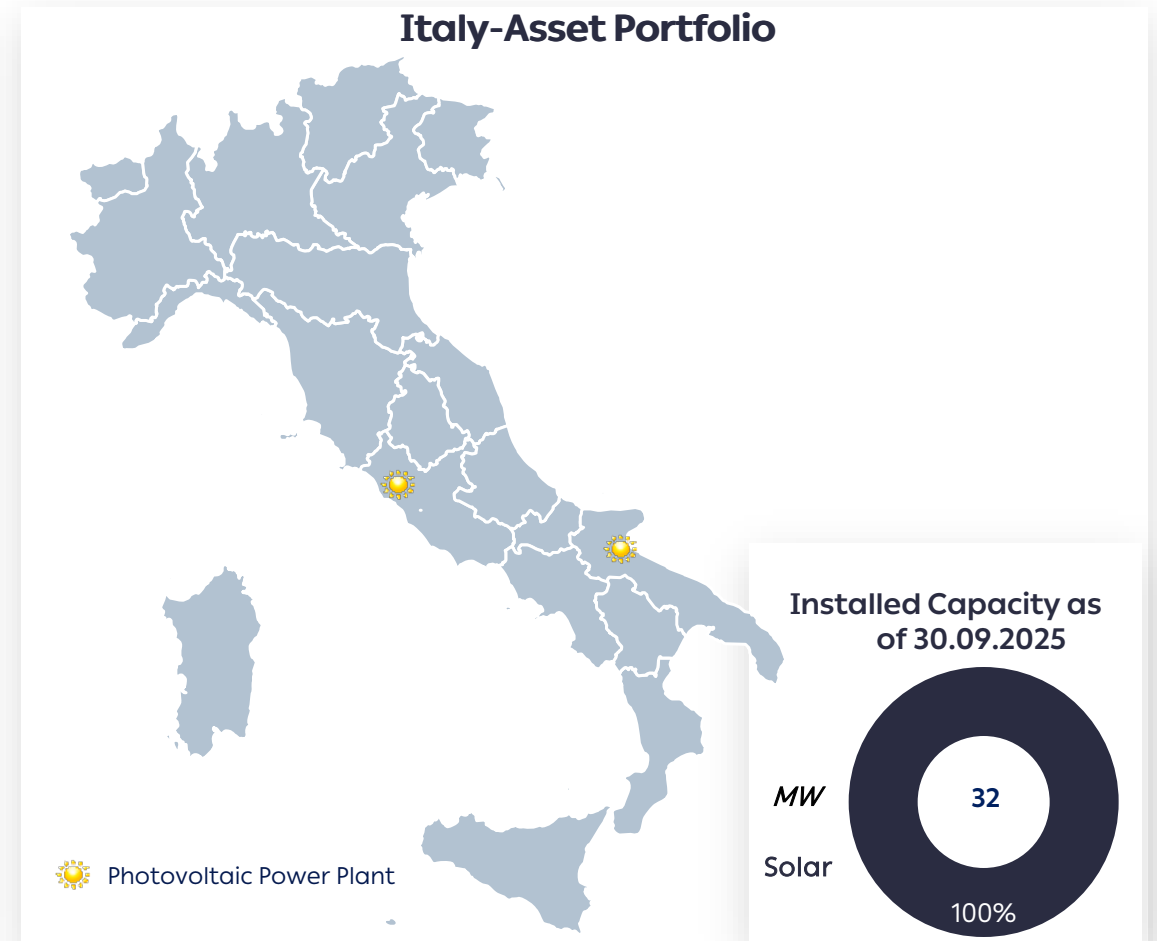 Italy-Asset Portfolio
Installed Capacity as
of 30.09.2025
MW
32
Solar
100%
Photovoltaic Power Plant